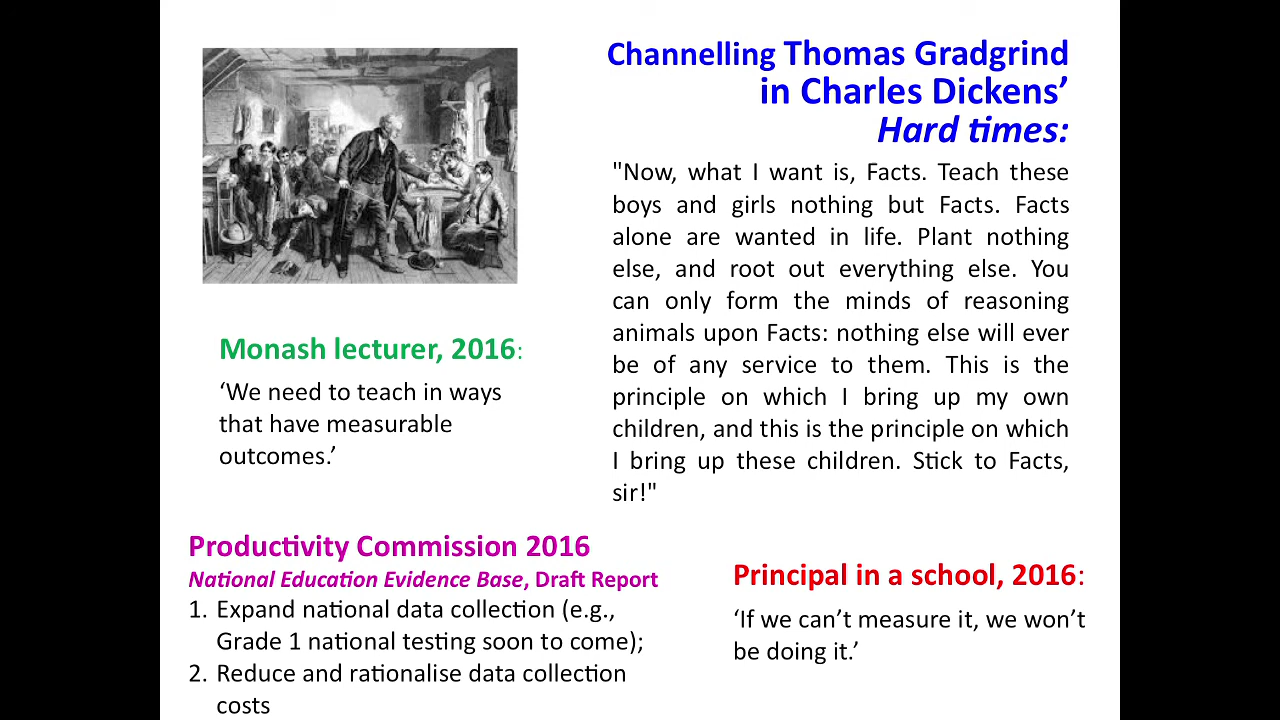 Channelling Thomas Gradgrind
in Charles Dickens’
Hard times:
"Now, what I want is, Facts. Teach these
boys and girls nothing but Facts. Facts
alone are wanted in life. Plant nothing
else, and root out everything else. You
can only form the minds of reasoning
animals upon Facts: nothing else will ever
be of any service to them. This is the
principle on which I bring up my own
children, and this is the principle on which
I bring up these children. Stick to Facts,
sir!"
Monash lecturer, 2016:
‘We need to teach in ways
that have measurable
outcomes.’
Productivity Commission 2016
National Education Evidence Base, Draft Report
1. Expand national data collection (e.g.,
Grade 1 national testing soon to come);
2. Reduce and rationalise data collection
costs
Principal in a school, 2016:
‘If we can’t measure it, we won’t
be doing it.’